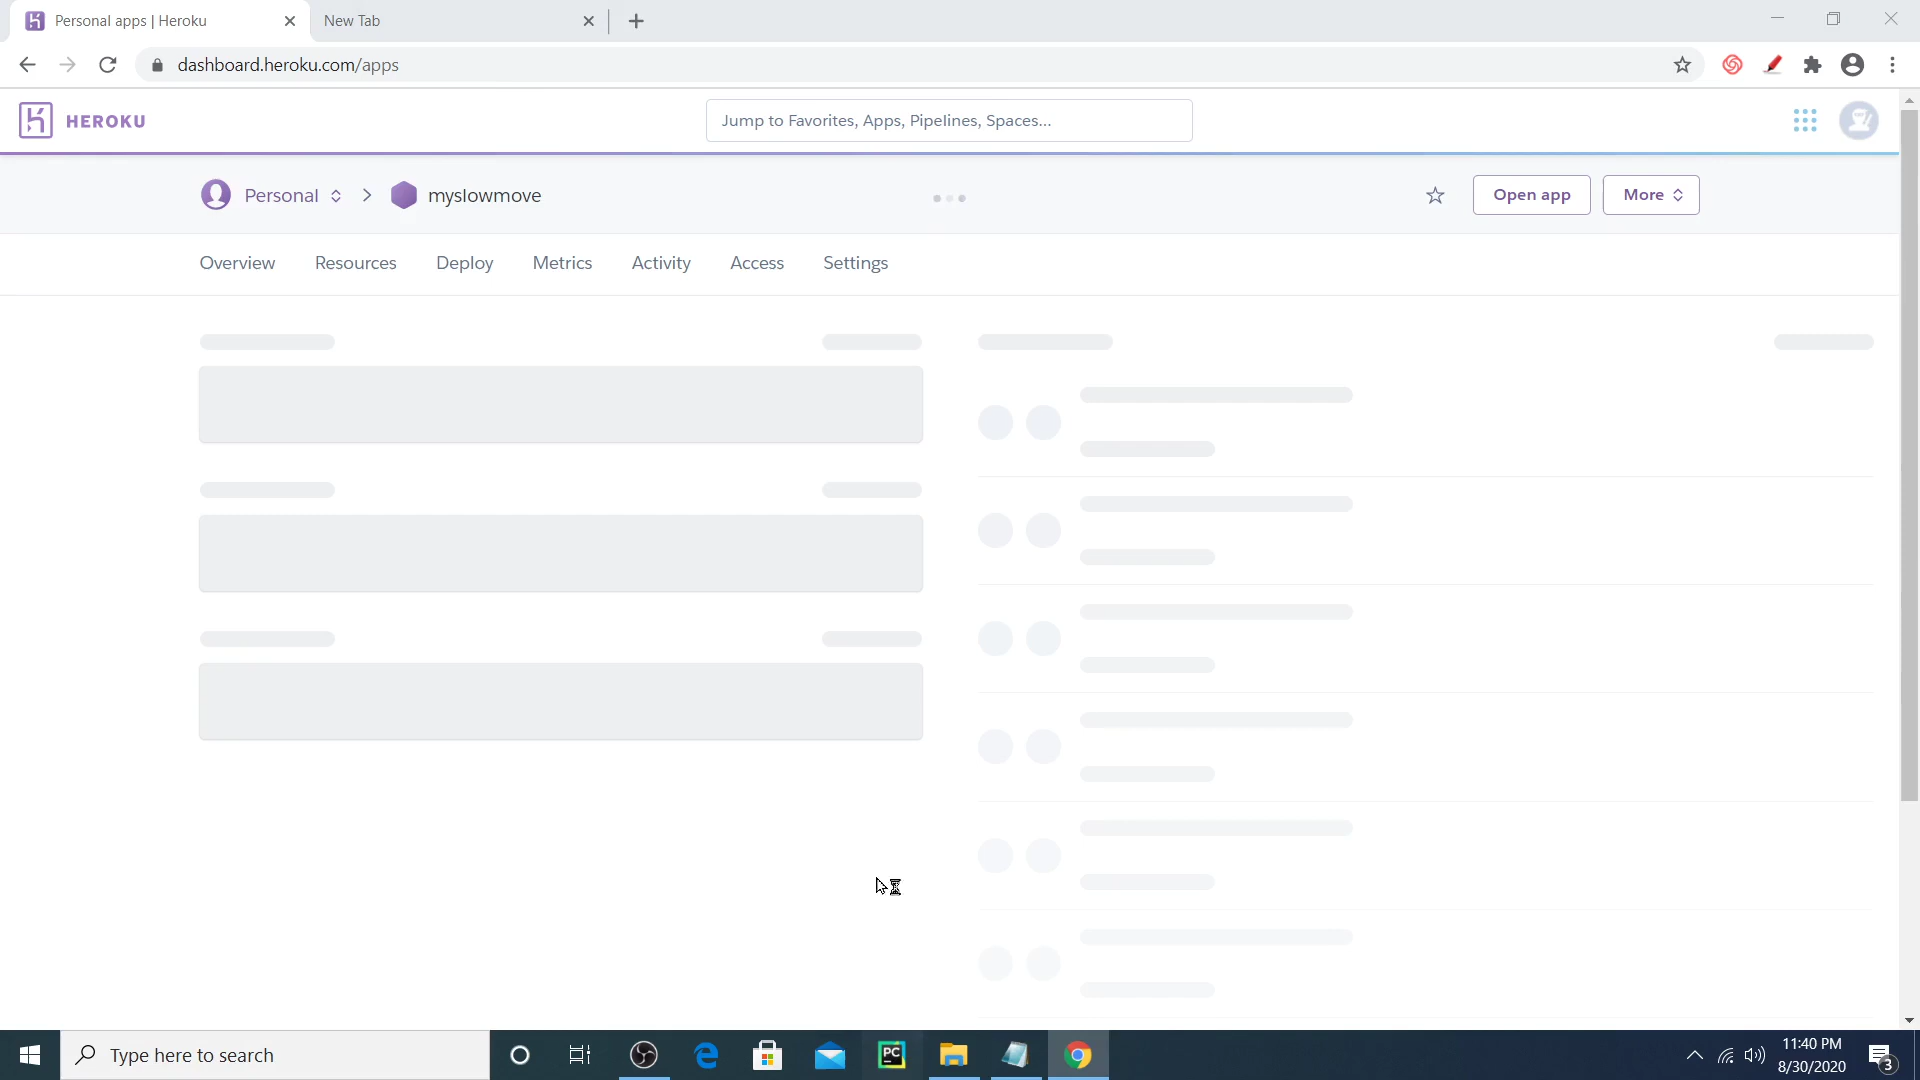 Personal apps | Heroku
New Tab
dashboard.heroku.com/apps
HEROKU
Jump to Favorites, Apps, Pipelines, Spaces...
Personal
myslowmove
Open app
More
Overview
Resources
Deploy
Metrics
Activity
Access
Settings
Type here to search
PC
11:40 PM
8/30/2020
3